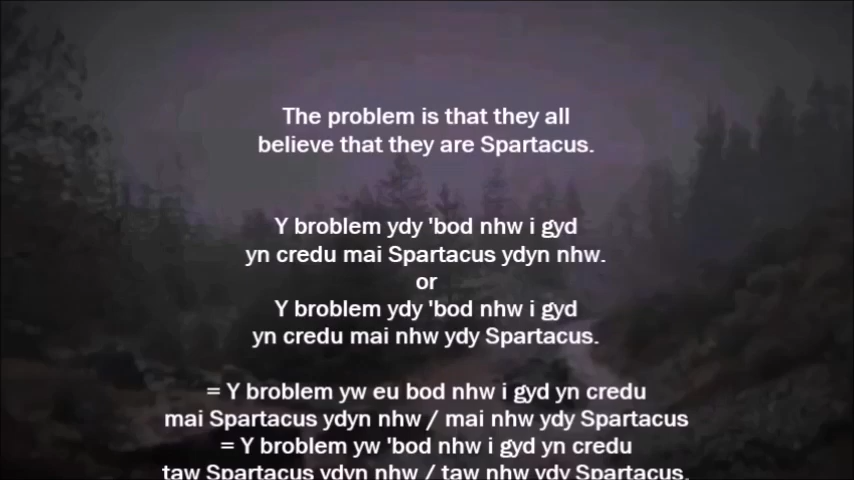 The problem is that they all
believe that they are Spartacus.
Y broblem ydy 'bod nhw i gyd
yn credu mai Spartacus ydyn nhw.
or
Y broblem ydy 'bod nhw i gyd
yn credu mai nhw ydy Spartacus.
= Y broblem yw eu bod nhw i gyd yn credu
mai Spartacus ydyn nhw / mai nhw ydy Spartacus
= Y broblem yw 'bod nhw i gyd yn credu
taw Spartacus ydyn nhw / taw nhw ydy Spartacus.